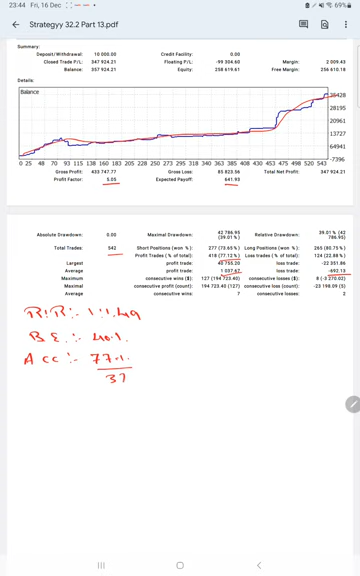 23:44 Fri, 16 Dec 69%
Strategyy 32.2 Part 13.pdf
Summary:
Deposit/Withdrawal: 10 000.00 Credit Facility: 0.00
Closed Trade P/L: 347 924.21 Floating P/L: -99 304.60 Margin: 2 009.43
Balance: 357 924.21 Equity: 258 619.61 Free Margin: 256 610.18
Details:
Balance
36428
28195
20961
13727
64941
-7396
0 25 48 70 93 115 138 160 183 205 228 250 273 295 318 340 363 385 408 430 453 475 498 520 543
Gross Profit: 433 747.77 Gross Loss: 85 823.56 Total Net Profit: 347 924.21
Profit Factor: 5.05 Expected Payoff: 641.93
Absolute Drawdown: 0.00 Maximal Drawdown: 42 786.95 (39.01%) Relative Drawdown: 39.01% (42 786.95)
Total Trades: 542 Short Positions (won %): 277 (73.65%) Long Positions (won %): 265 (80.75%)
Profit Trades (% of total): 418 (77.12%) Loss trades (% of total): 124 (22.88%)
Largest profit trade: 40 755.20 loss trade: -22 351.86
Average profit trade: 1 037.67 loss trade: -692.13
Maximum consecutive wins ($): 127 (194 723.40) consecutive losses ($): 8 (-3 270.02)
Maximal consecutive profit (count): 194 723.40 (127) consecutive loss (count): -23 198.09 (5)
Average consecutive wins: 7 consecutive losses: 2
R:R :- 1:1.49
B.E :- 40%
Acc :- 77%
37